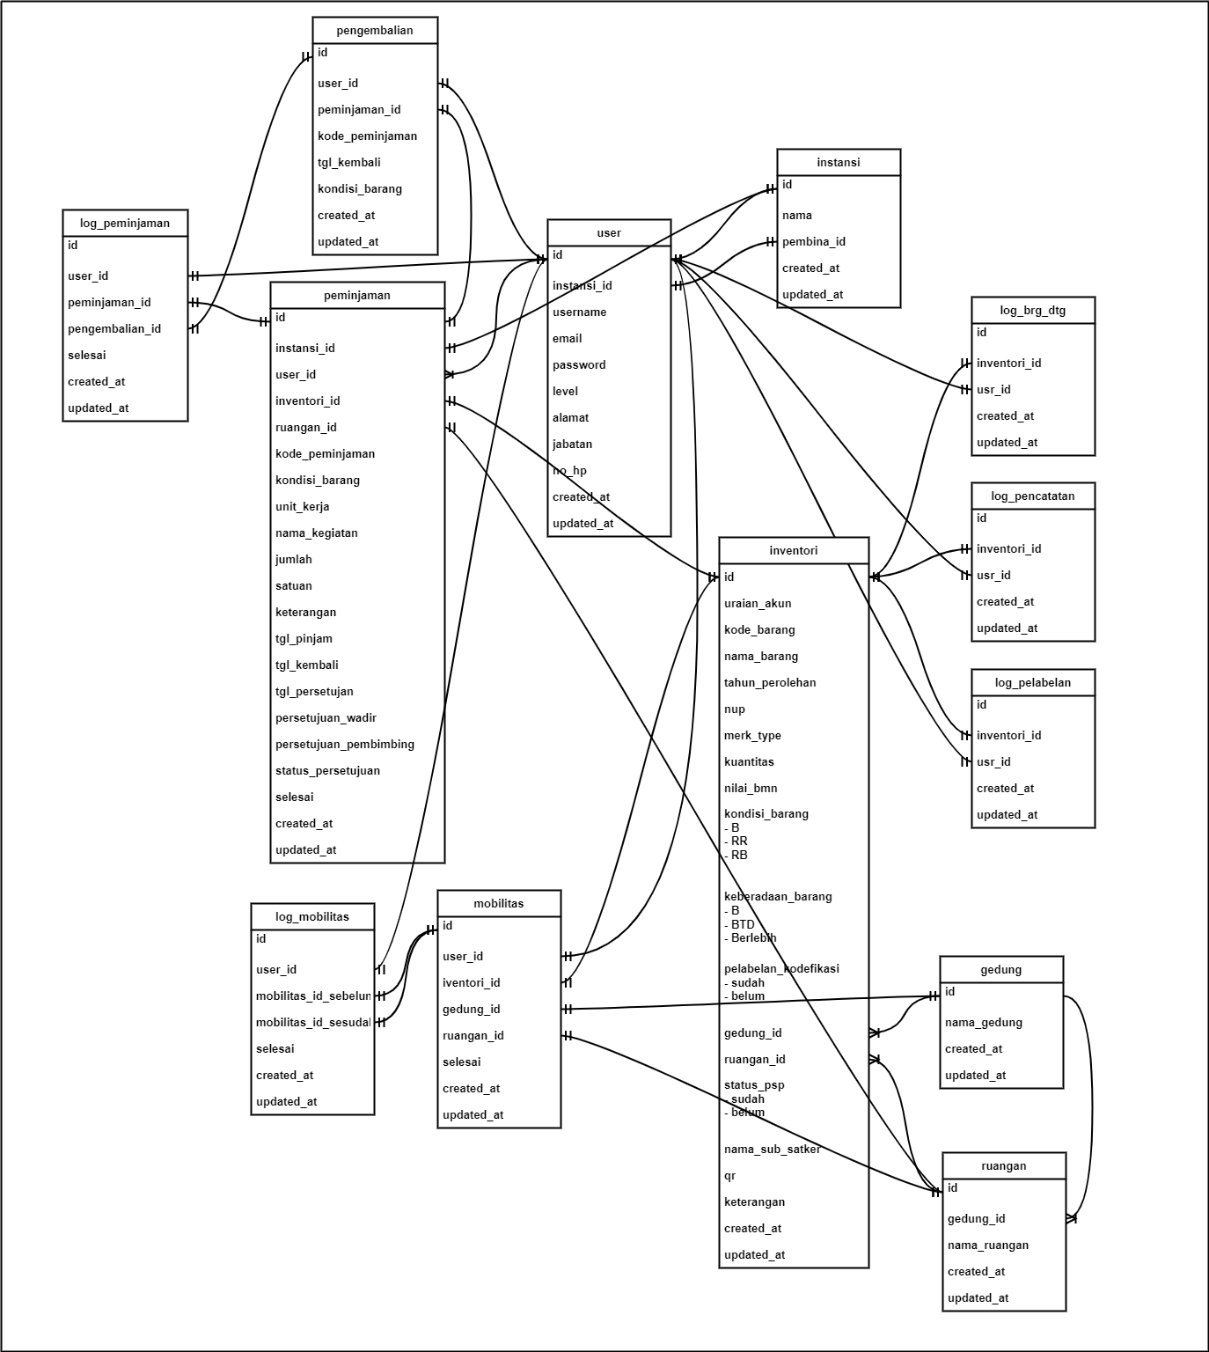 pengembalian
id
user_id
peminjaman_id
kode_peminjaman
tgl_kembali
kondisi_barang
created_at
updated_at
instansi
id
nama
pembina_id
created_at
updated_at
log_peminjaman
id
user_id
peminjaman_id
pengembalian_id
selesai
created_at
updated_at
user
id
instansi_id
username
email
password
level
alamat
jabatan
no_hp
created_at
updated_at
peminjaman
id
instansi_id
user_id
inventori_id
ruangan_id
kode_peminjaman
kondisi_barang
unit_kerja
nama_kegiatan
jumlah
satuan
keterangan
tgl_pinjam
tgl_kembali
tgl_persetujan
persetujuan_wadir
persetujuan_pembimbing
status_persetujuan
selesai
created_at
updated_at
log_brg_dtg
id
inventori_id
usr_id
created_at
updated_at
log_pencatatan
id
inventori_id
usr_id
created_at
updated_at
inventori
id
uraian_akun
kode_barang
nama_barang
tahun_perolehan
nup
merk_type
kuantitas
nilai_bmn
kondisi_barang
- B
- RR
- RB
keberadaan_barang
- B
- BTD
- Berlebih
pelabelan_kodefikasi
- sudah
- belum
gedung_id
ruangan_id
status_psp
- sudah
- belum
nama_sub_satker
qr
keterangan
created_at
updated_at
log_pelabelan
id
inventori_id
usr_id
created_at
updated_at
log_mobilitas
id
user_id
mobilitas_id_sebelun
mobilitas_id_sesudal
selesai
created_at
updated_at
mobilitas
id
user_id
iventori_id
gedung_id
ruangan_id
selesai
created_at
updated_at
gedung
id
nama_gedung
created_at
updated_at
ruangan
id
gedung_id
nama_ruangan
created_at
updated_at